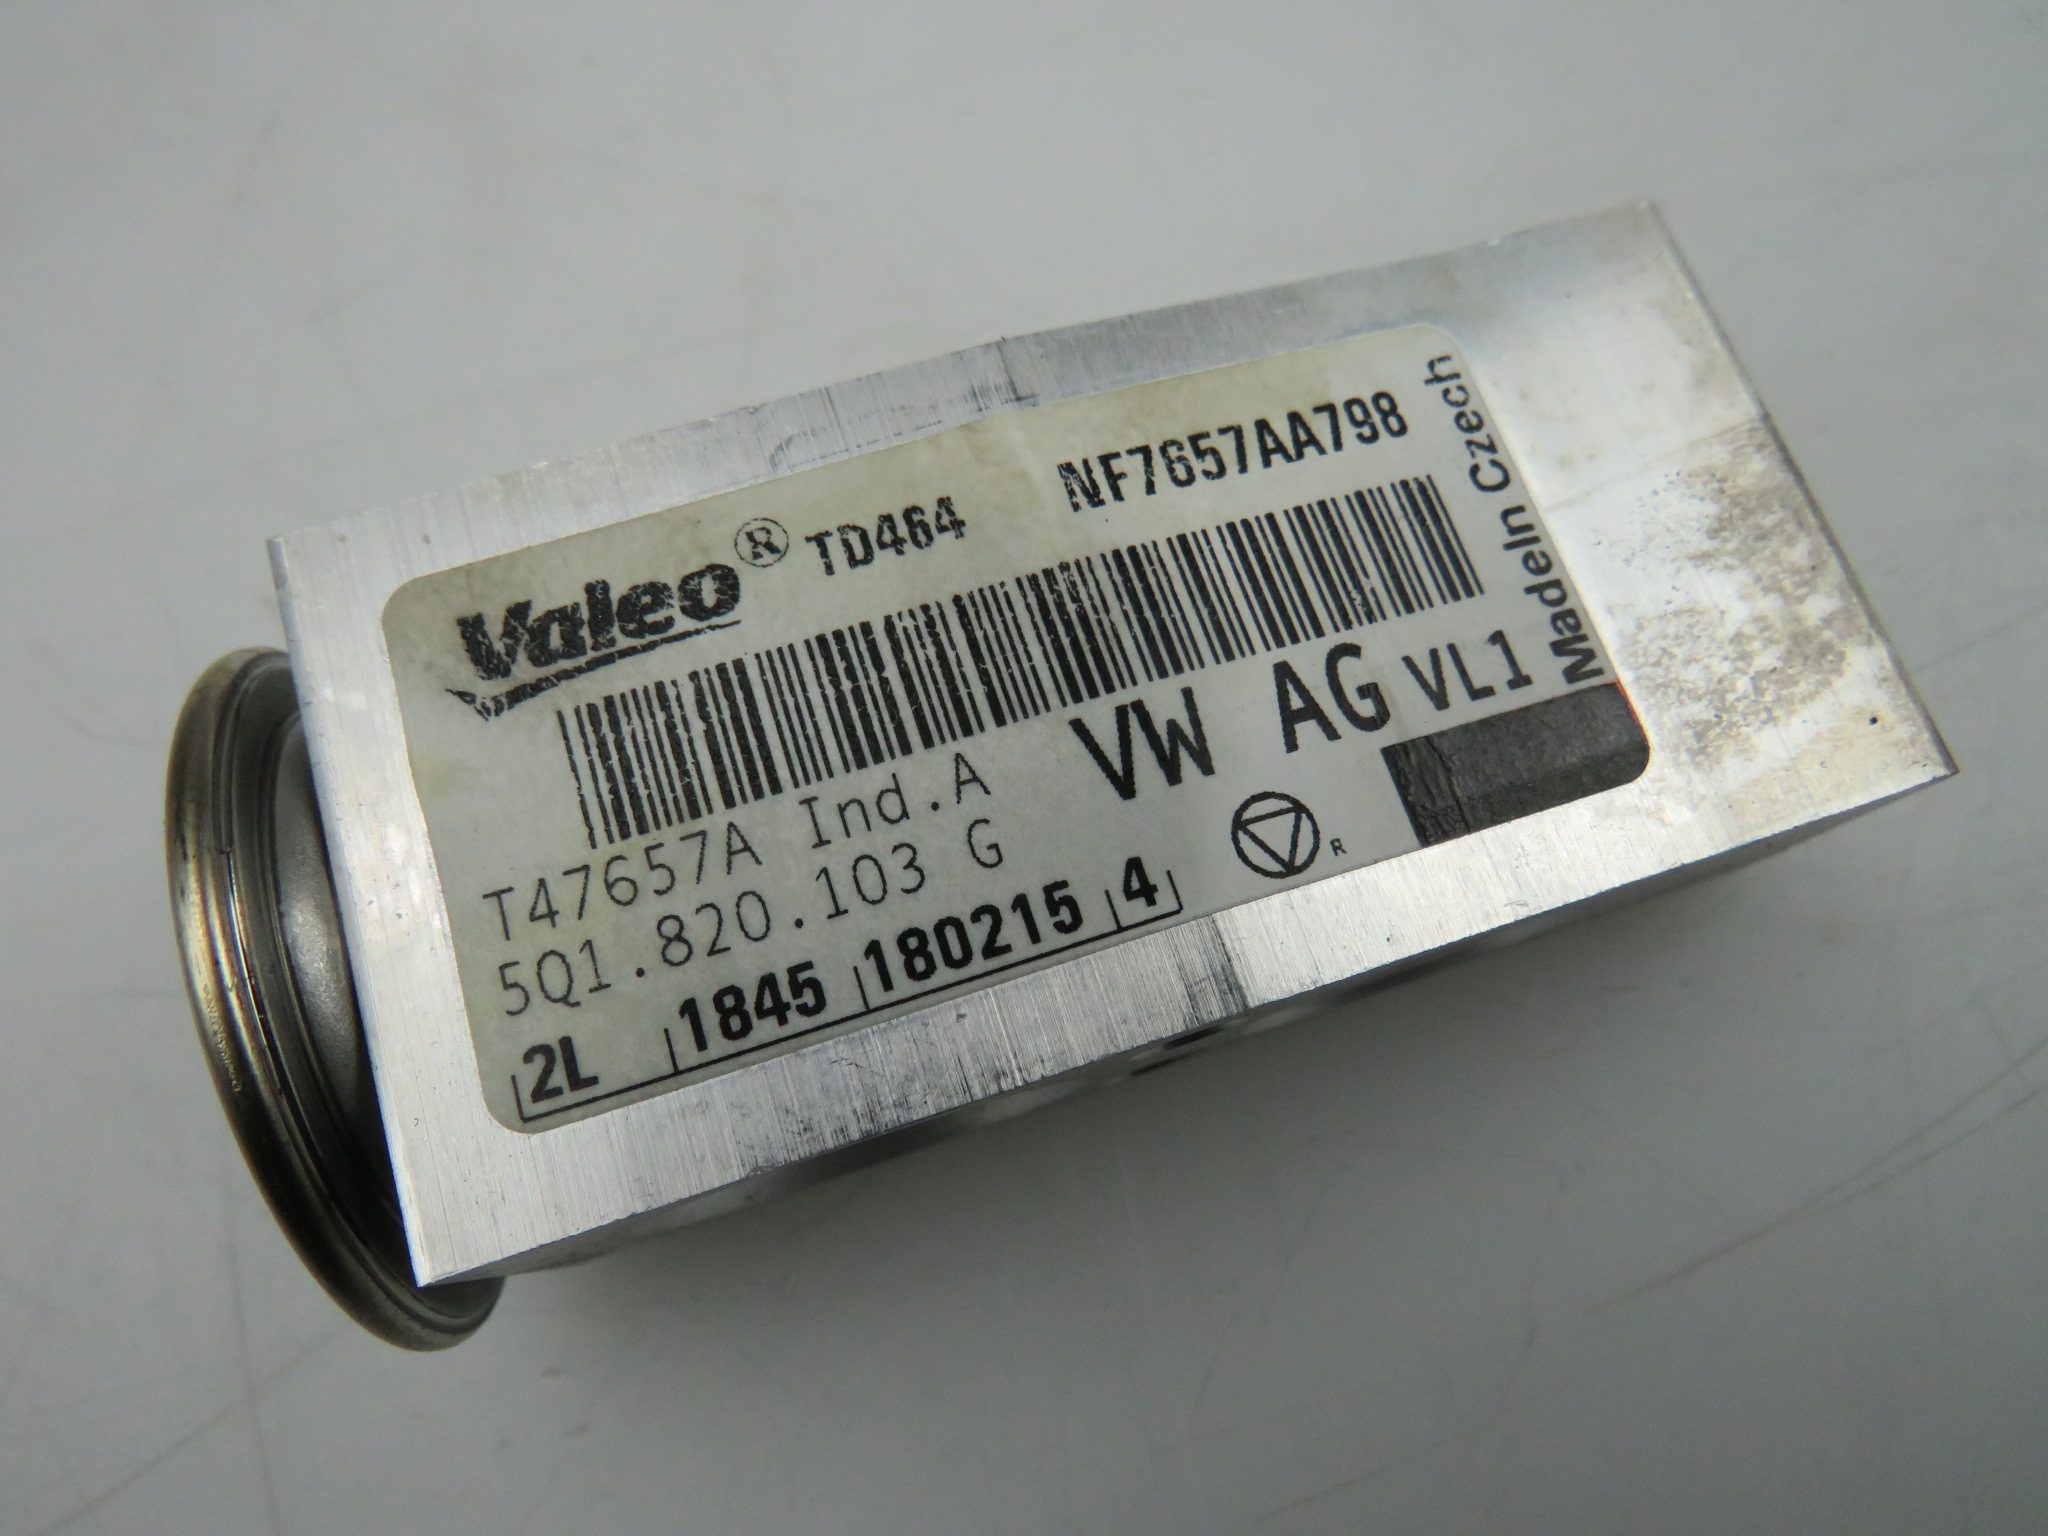 Valeo® TD464 NF7657AA798
MadeIn Czech
VW AG VL1
T47657A Ind.A
5Q1.820.103 G
2L 1845 180215 4
R